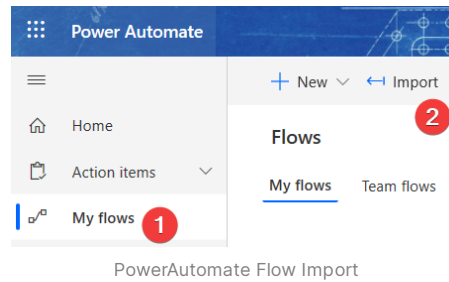 Power Automate
New Import
2
Home
Flows
Action items
My flows Team flows
My flows 1
PowerAutomate Flow Import